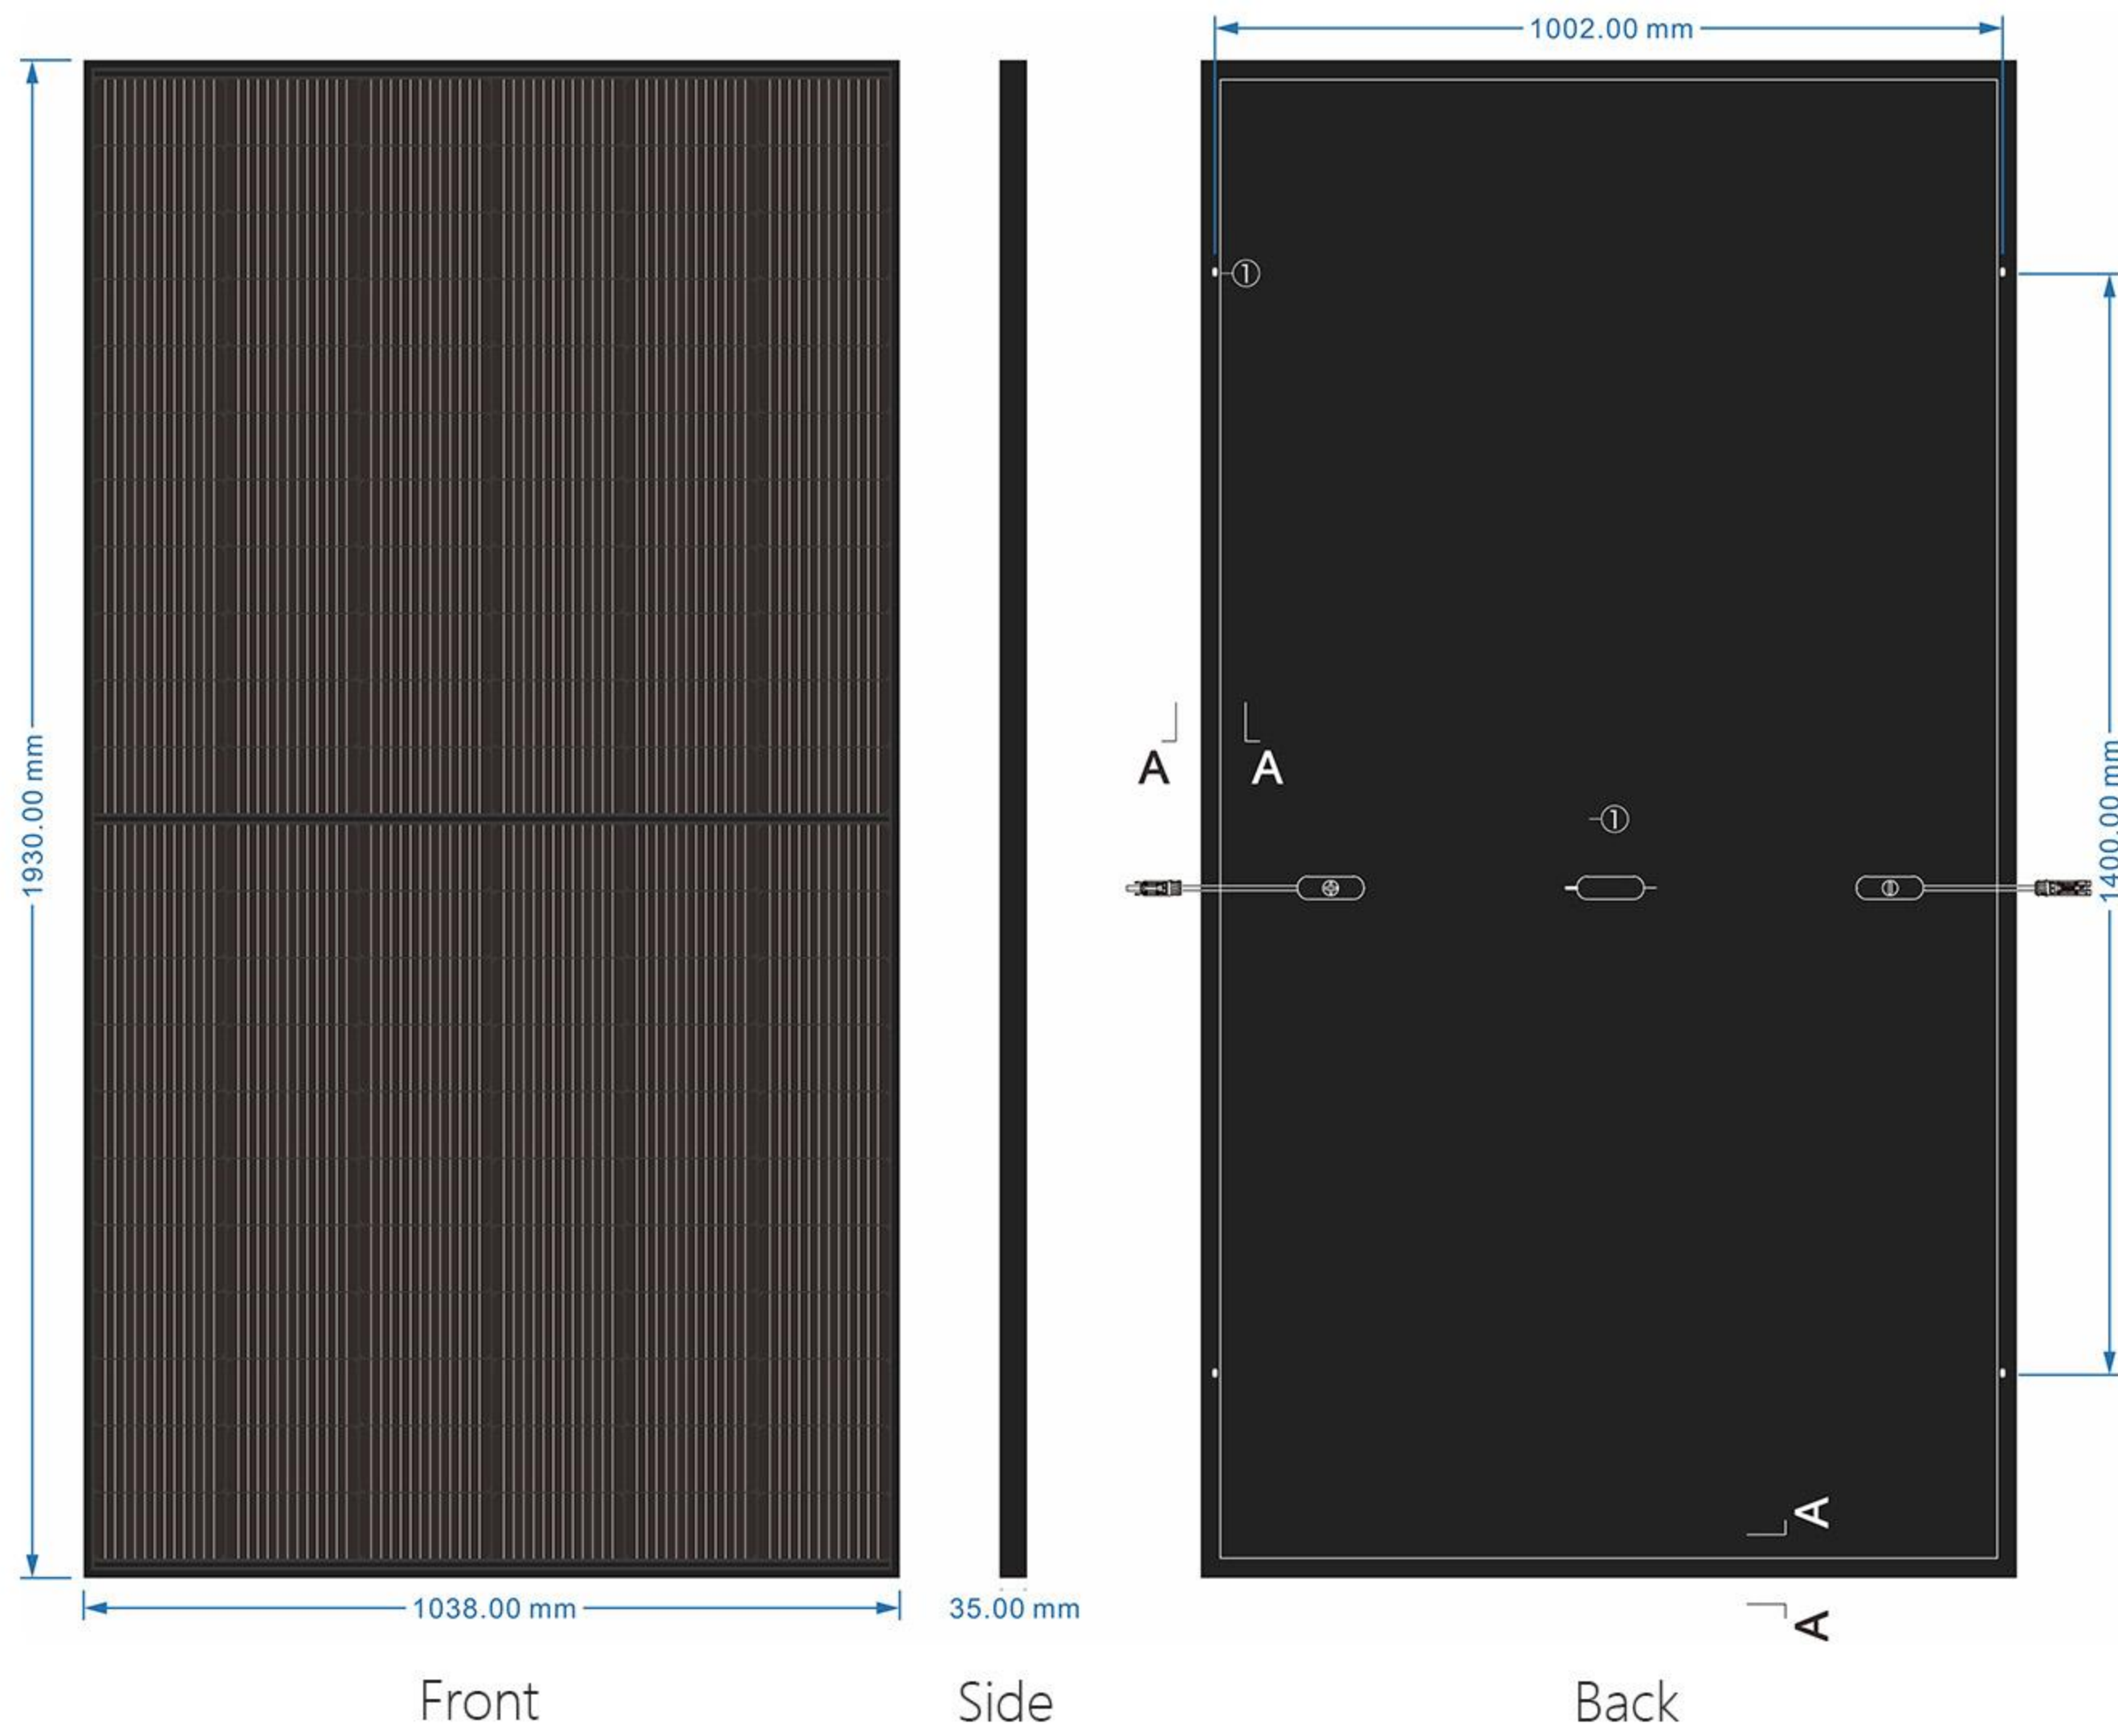 1002.00 mm
①
1930.00 mm
A
A
①
1400.00 mm
A
1038.00 mm
35.00 mm
A
Front
Side
Back